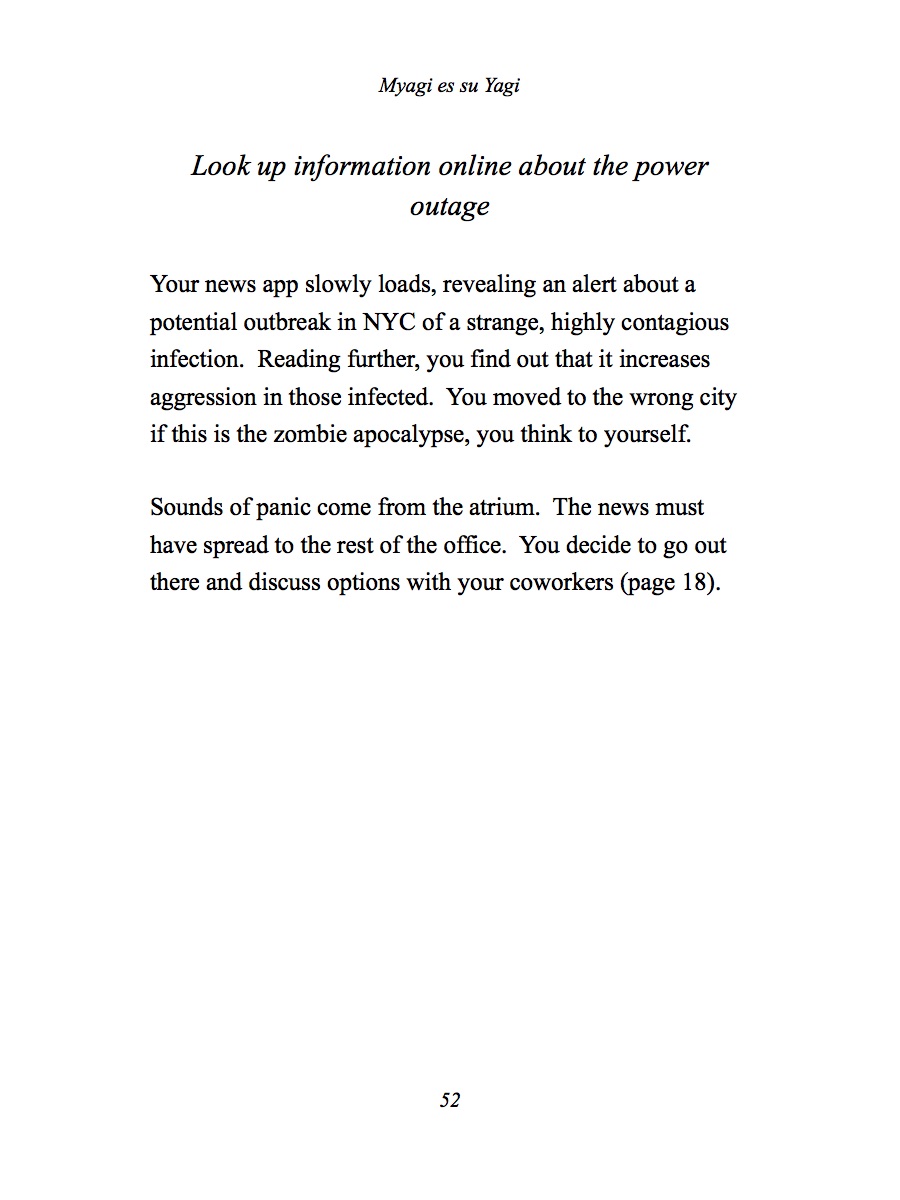 Myagi es su Yagi
Look up information online about the power
outage
Your news app slowly loads, revealing an alert about a
potential outbreak in NYC of a strange, highly contagious
infection.  Reading further, you find out that it increases
aggression in those infected.  You moved to the wrong city
if this is the zombie apocalypse, you think to yourself.
Sounds of panic come from the atrium.  The news must
have spread to the rest of the office.  You decide to go out
there and discuss options with your coworkers (page 18).
52